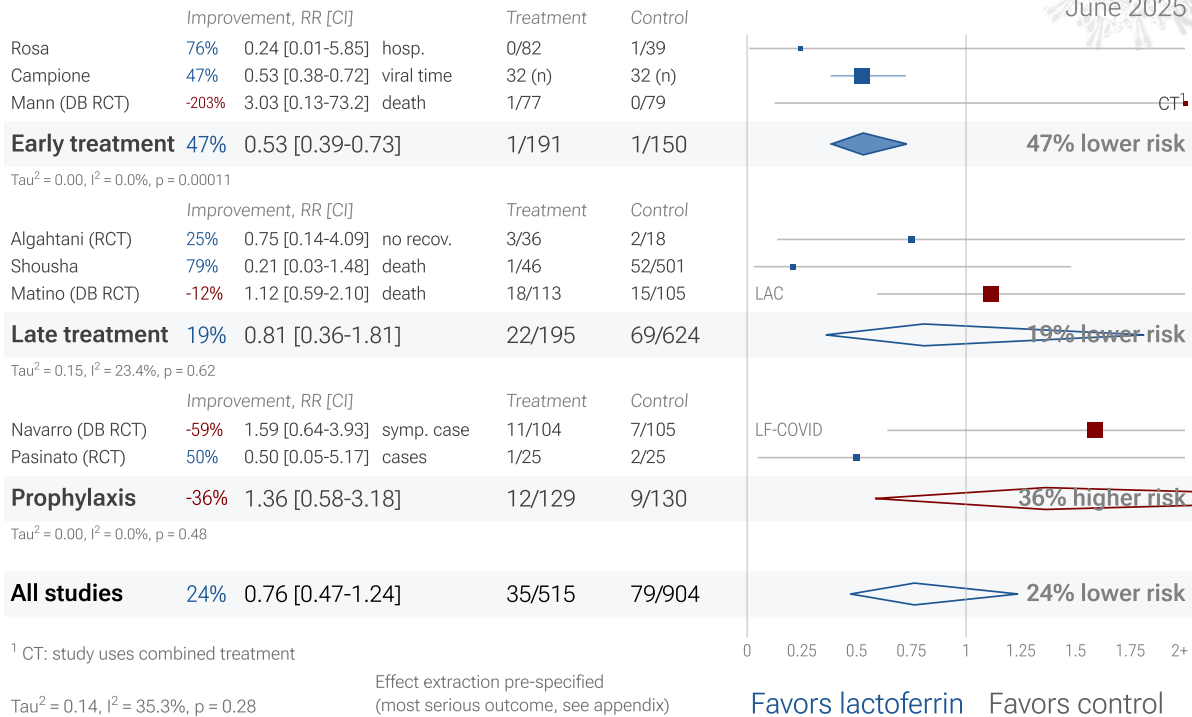 June 2025
Improvement, RR [CI] Treatment Control
Rosa 76% 0.24 [0.01-5.85] hosp. 0/82 1/39
Campione 47% 0.53 [0.38-0.72] viral time 32 (n) 32 (n)
Mann (DB RCT) -203% 3.03 [0.13-73.2] death 1/77 0/79 CT¹
Early treatment 47% 0.53 [0.39-0.73] 1/191 1/150 47% lower risk
Tau² = 0.00, I² = 0.0%, p = 0.00011
Improvement, RR [CI] Treatment Control
Algahtani (RCT) 25% 0.75 [0.14-4.09] no recov. 3/36 2/18
Shousha 79% 0.21 [0.03-1.48] death 1/46 52/501
Matino (DB RCT) -12% 1.12 [0.59-2.10] death 18/113 15/105 LAC
Late treatment 19% 0.81 [0.36-1.81] 22/195 69/624 19% lower risk
Tau² = 0.15, I² = 23.4%, p = 0.62
Improvement, RR [CI] Treatment Control
Navarro (DB RCT) -59% 1.59 [0.64-3.93] symp. case 11/104 7/105 LF-COVID
Pasinato (RCT) 50% 0.50 [0.05-5.17] cases 1/25 2/25
Prophylaxis -36% 1.36 [0.58-3.18] 12/129 9/130 36% higher risk
Tau² = 0.00, I² = 0.0%, p = 0.48
All studies 24% 0.76 [0.47-1.24] 35/515 79/904 24% lower risk
0 0.25 0.5 0.75 1 1.25 1.5 1.75 2+
¹ CT: study uses combined treatment
Effect extraction pre-specified
(most serious outcome, see appendix)
Tau² = 0.14, I² = 35.3%, p = 0.28
Favors lactoferrin Favors control